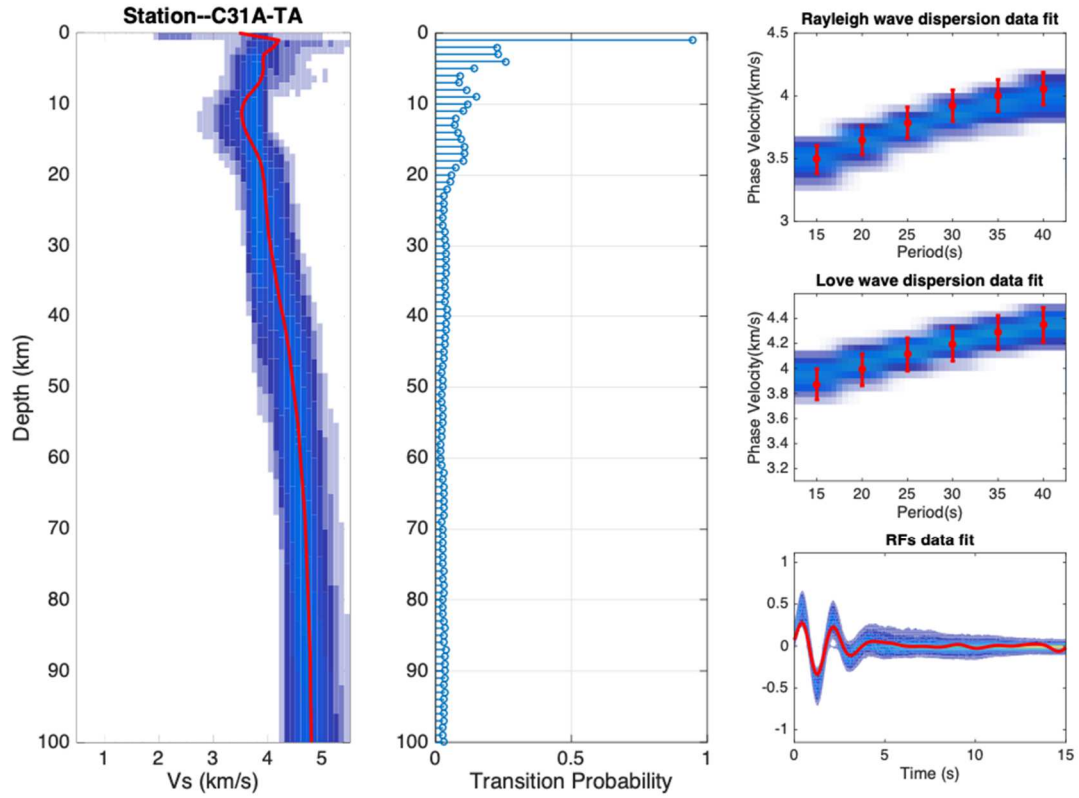 Station--C31A-TA
0
10
20
30
40
50
60
70
80
90
100
Depth (km)
1 2 3 4 5
Vs (km/s)
0
10
20
30
40
50
60
70
80
90
100
0 0.5 1
Transition Probability
Rayleigh wave dispersion data fit
4.5
4
3.5
3
Phase Velocity(km/s)
15 20 25 30 35 40
Period(s)
Love wave dispersion data fit
4.4
4.2
4
3.8
3.6
3.4
3.2
Phase Velocity(km/s)
15 20 25 30 35 40
Period(s)
RFs data fit
1
0.5
0
-0.5
-1
0 5 10 15
Time (s)